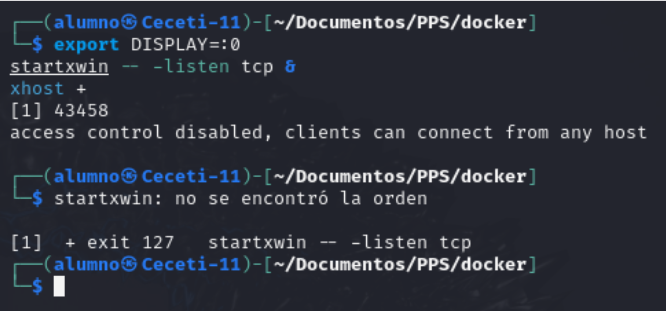 ┌──(alumno㉿Ceceti-11)-[~/Documentos/PPS/docker]
└─$ export DISPLAY=:0
startxwin -- -listen tcp &
xhost +
[1] 43458
access control disabled, clients can connect from any host
┌──(alumno㉿Ceceti-11)-[~/Documentos/PPS/docker]
└─$ startxwin: no se encontró la orden
[1]  + exit 127   startxwin -- -listen tcp
┌──(alumno㉿Ceceti-11)-[~/Documentos/PPS/docker]
└─$